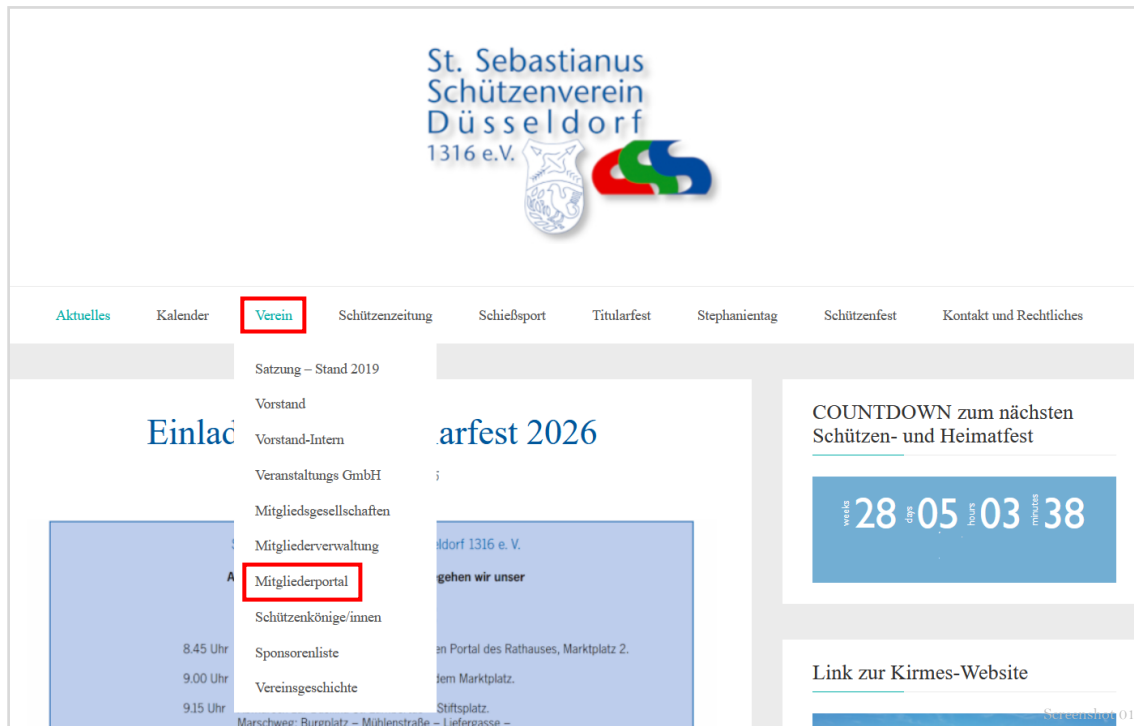 St. Sebastianus
Schützenverein
Düsseldorf
1316 e.V.
Aktuelles Kalender Verein Schützenzeitung Schießsport Titularfest Stephanientag Schützenfest Kontakt und Rechtliches
Satzung – Stand 2019
Vorstand
Vorstand-Intern
Veranstaltungs GmbH
Mitgliedsgesellschaften
Mitgliederverwaltung
Mitgliederportal
Schützenkönige/innen
Sponsorenliste
Vereinsgeschichte
Einlad arfest 2026
eldorf 1316 e. V.
gehen wir unser
8.45 Uhr en Portal des Rathauses, Marktplatz 2.
9.00 Uhr dem Marktplatz.
9.15 Uhr Stiftsplatz.
Marschweg: Burgplatz – Mühlenstraße – Liefergasse –
COUNTDOWN zum nächsten
Schützen- und Heimatfest
weeks 28 days 05 hours 03 minutes 38
Link zur Kirmes-Website
Screenshot 01